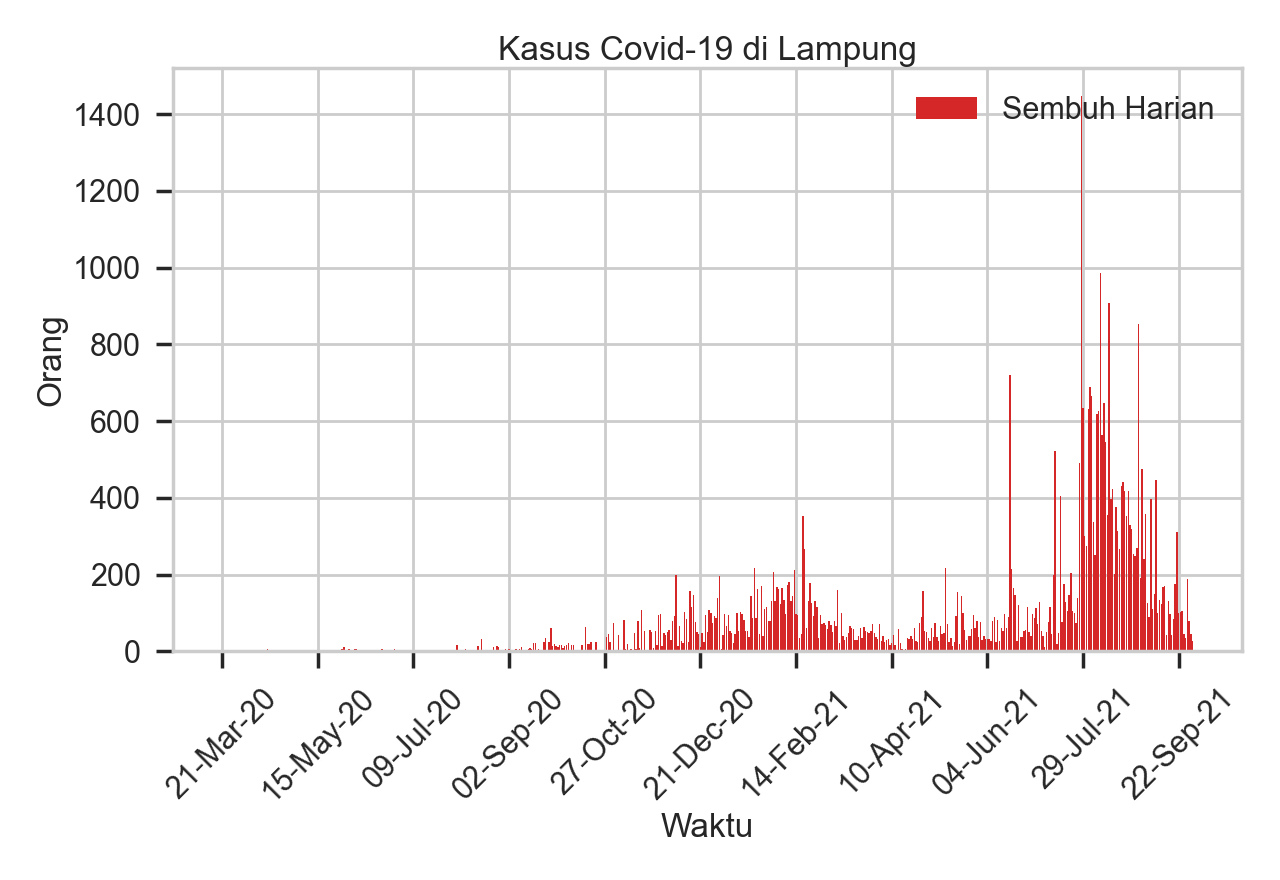 Kasus Covid-19 di Lampung
Sembuh Harian
1400
1200
1000
800
600
400
200
0
Orang
21-Mar-20
15-May-20
09-Jul-20
02-Sep-20
27-Oct-20
21-Dec-20
14-Feb-21
10-Apr-21
04-Jun-21
29-Jul-21
22-Sep-21
Waktu